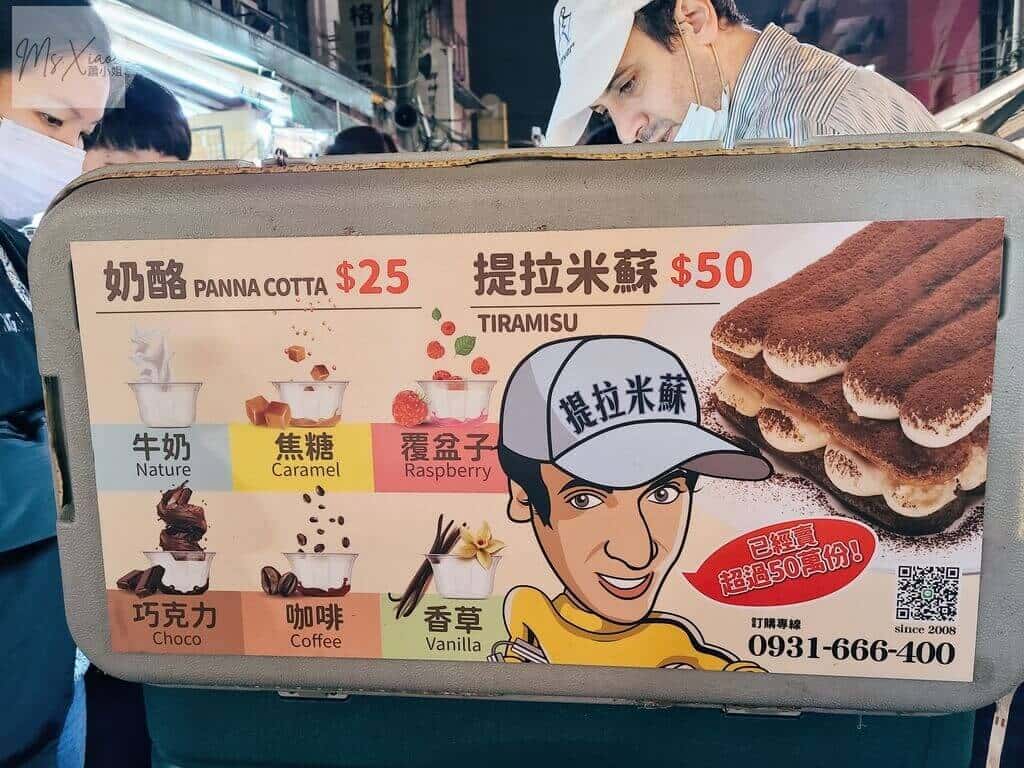 Ms. Xiao
蕭小姐
奶酪 PANNA COTTA $25
提拉米蘇 $50
TIRAMISU
提拉米蘇
牛奶
Nature
焦糖
Caramel
覆盆子
Raspberry
巧克力
Choco
咖啡
Coffee
香草
Vanilla
已經賣
超過50萬份!
since 2008
訂購專線
0931-666-400